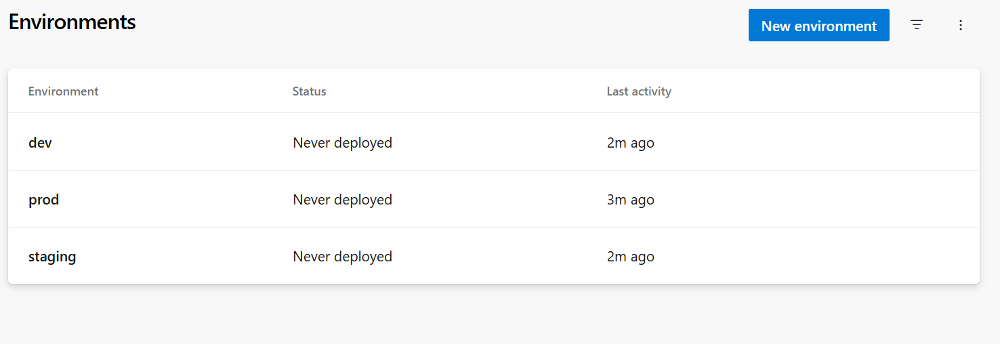 Environments
New environment
Environment Status Last activity
dev Never deployed 2m ago
prod Never deployed 3m ago
staging Never deployed 2m ago